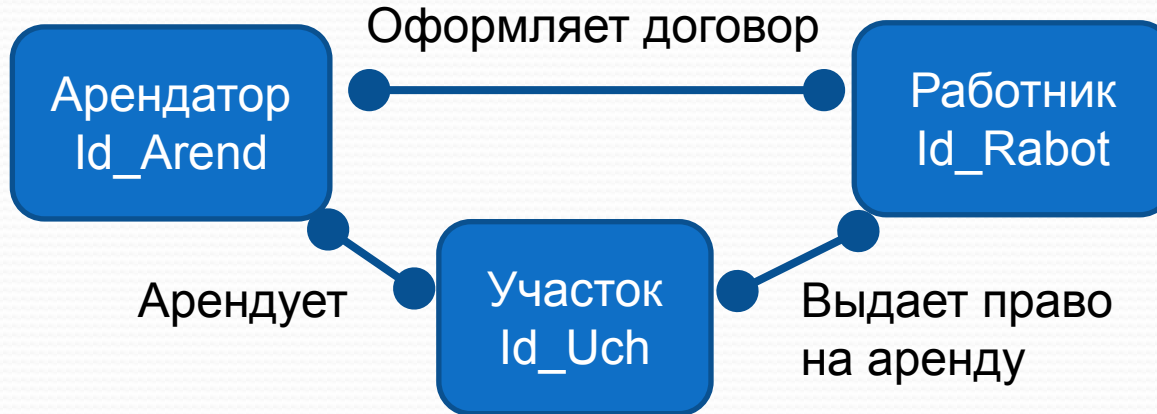 Оформляет договор
Арендатор
Id_Arend
Работник
Id_Rabot
Арендует
Участок
Id_Uch
Выдает право
на аренду